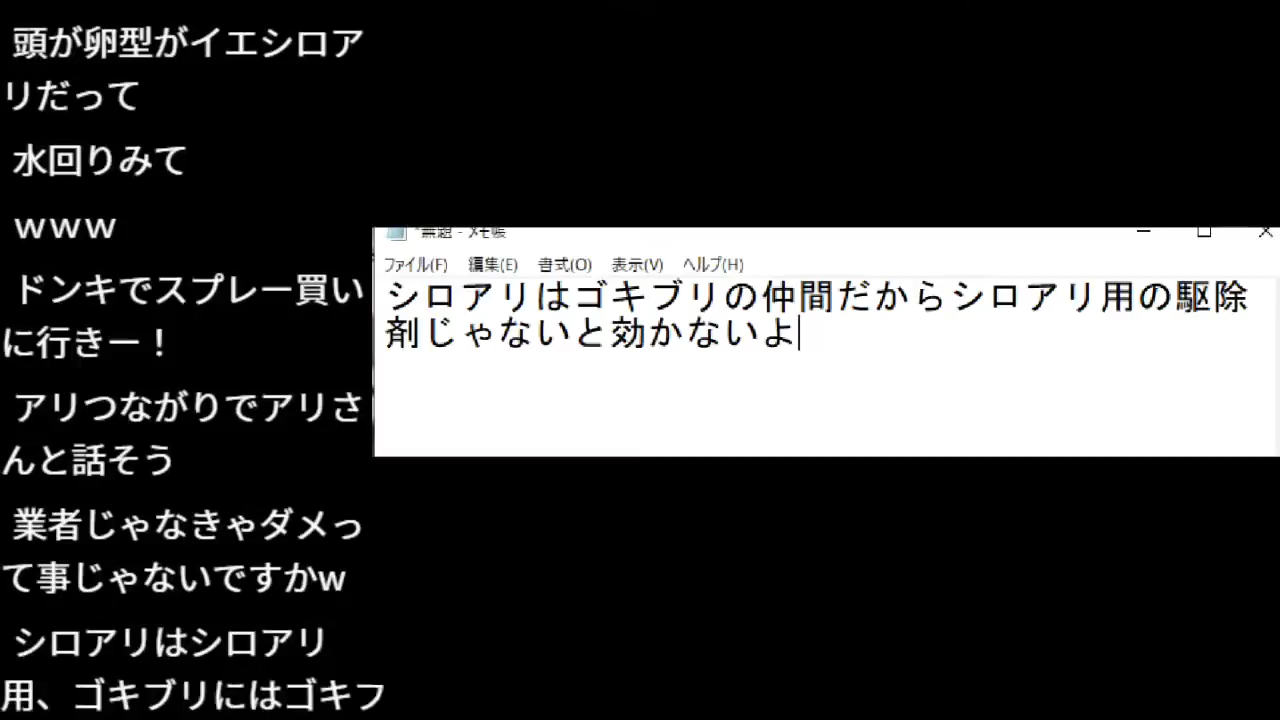 頭が卵型がイエシロア
リだって
水回りみて
www
ドンキでスプレー買い
に行きー！
アリつながりでアリさ
んと話そう
業者じゃなきゃダメっ
て事じゃないですかw
シロアリはシロアリ
用、ゴキブリにはゴキフ
*無題 - メモ帳
ファイル(F) 編集(E) 書式(O) 表示(V) ヘルプ(H)
シロアリはゴキブリの仲間だからシロアリ用の駆除
剤じゃないと効かないよ